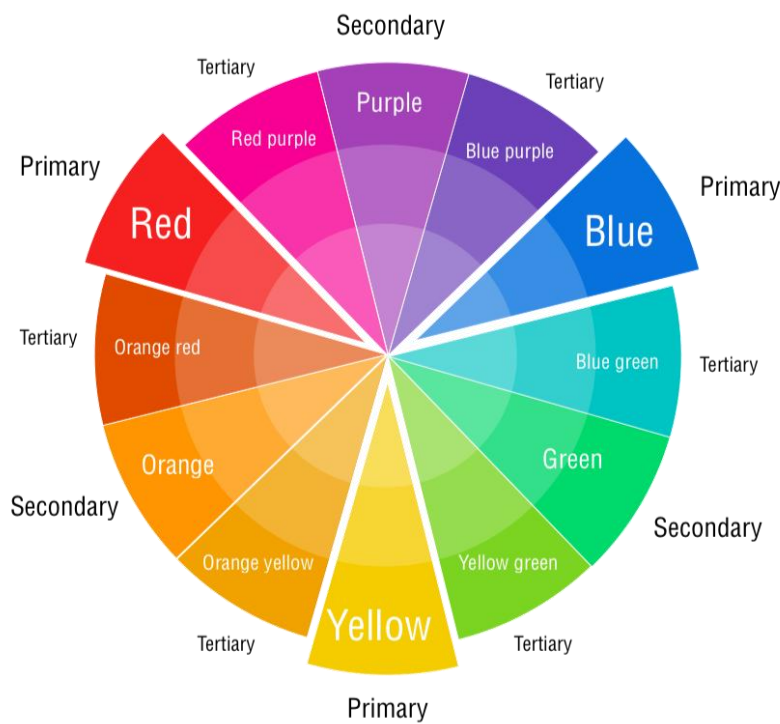 Secondary
Tertiary
Tertiary
Purple
Red purple
Blue purple
Primary
Primary
Red
Blue
Tertiary
Orange red
Blue green
Tertiary
Orange
Green
Secondary
Secondary
Orange yellow
Yellow green
Yellow
Tertiary
Tertiary
Primary